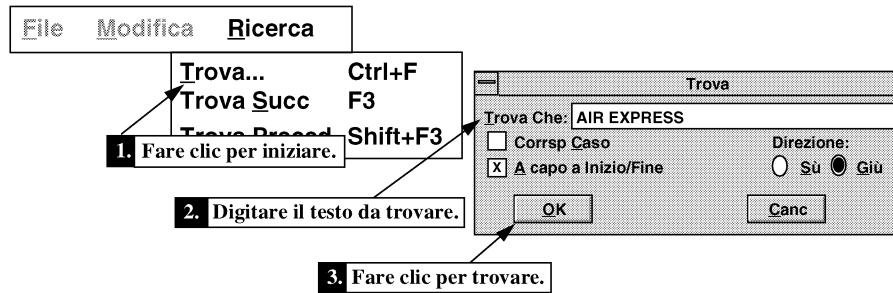 File Modifica Ricerca
Trova... Ctrl+F
Trova Succ F3
Trova Preced Shift+F3
1. Fare clic per iniziare.
Trova
Trova Che: AIR EXPRESS
Corrsp Caso
Direzione:
X A capo a Inizio/Fine
Sù Giù
OK Canc
2. Digitare il testo da trovare.
3. Fare clic per trovare.